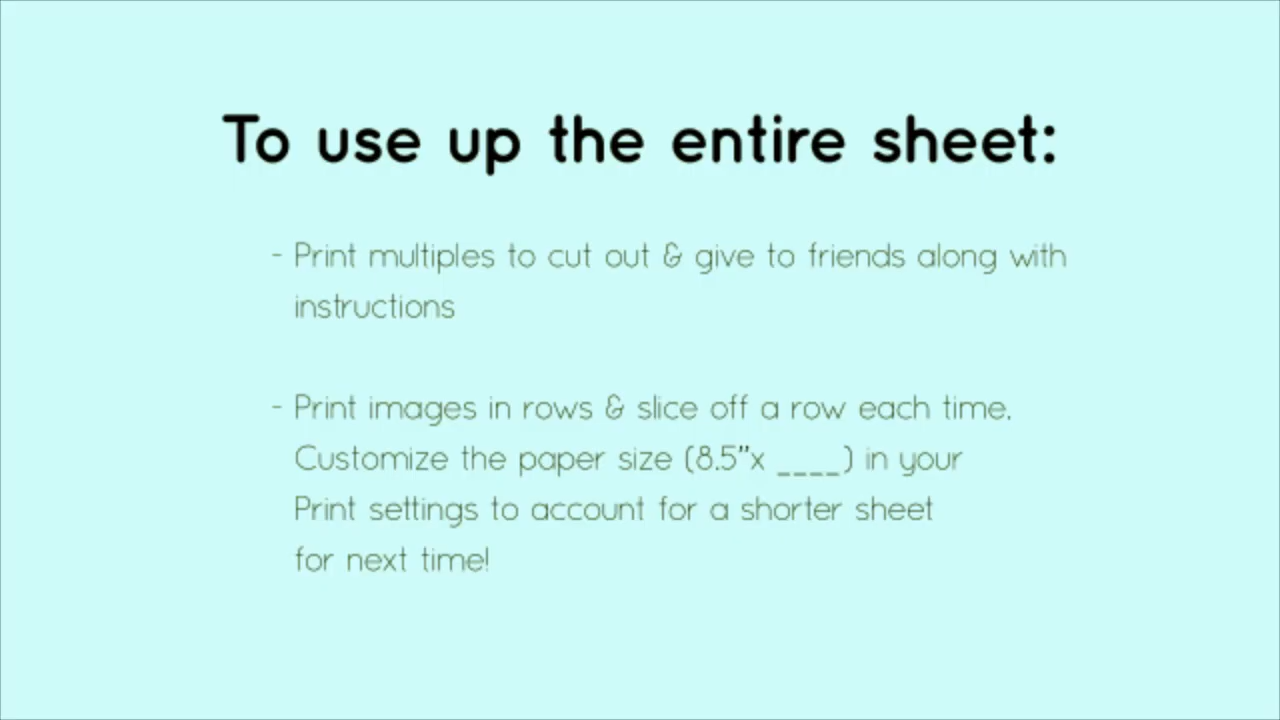 To use up the entire sheet:
- Print multiples to cut out & give to friends along with
instructions
- Print images in rows & slice off a row each time.
Customize the paper size (8.5"x ____) in your
Print settings to account for a shorter sheet
for next time!